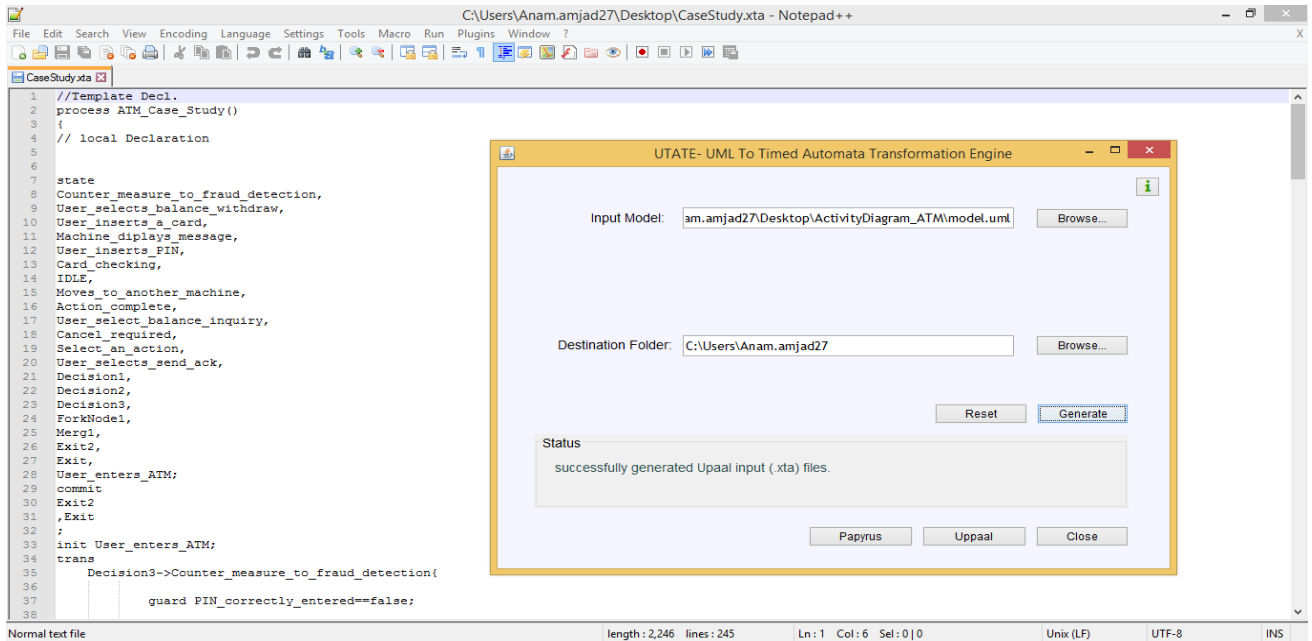 C:\Users\Anam.amjad27\Desktop\CaseStudy.xta - Notepad++
File Edit Search View Encoding Language Settings Tools Macro Run Plugins Window ? X
CaseStudy.xta
1 //Template Decl.
2 process ATM_Case_Study()
3 {
4 // local Declaration
5
6
7 state
8 Counter_measure_to_fraud_detection,
9 User_selects_balance_withdraw,
10 User_inserts_a_card,
11 Machine_diplays_message,
12 User_inserts_PIN,
13 Card_checking,
14 IDLE,
15 Moves_to_another_machine,
16 Action_complete,
17 User_select_balance_inquiry,
18 Cancel_required,
19 Select_an_action,
20 User_selects_send_ack,
21 Decision1,
22 Decision2,
23 Decision3,
24 ForkNode1,
25 Merg1,
26 Exit2,
27 Exit,
28 User_enters_ATM;
29 commit
30 Exit2
31 ,Exit
32 ;
33 init User_enters_ATM;
34 trans
35 Decision3->Counter_measure_to_fraud_detection{
36
37 guard PIN_correctly_entered==false;
38
UTATE- UML To Timed Automata Transformation Engine
i
Input Model: am.amjad27\Desktop\ActivityDiagram_ATM\model.uml Browse...
Destination Folder: C:\Users\Anam.amjad27 Browse...
Reset Generate
Status
successfully generated Upaal input (.xta) files.
Papyrus Uppaal Close
Normal text file length : 2,246 lines : 245 Ln : 1 Col : 6 Sel : 0 | 0 Unix (LF) UTF-8 INS